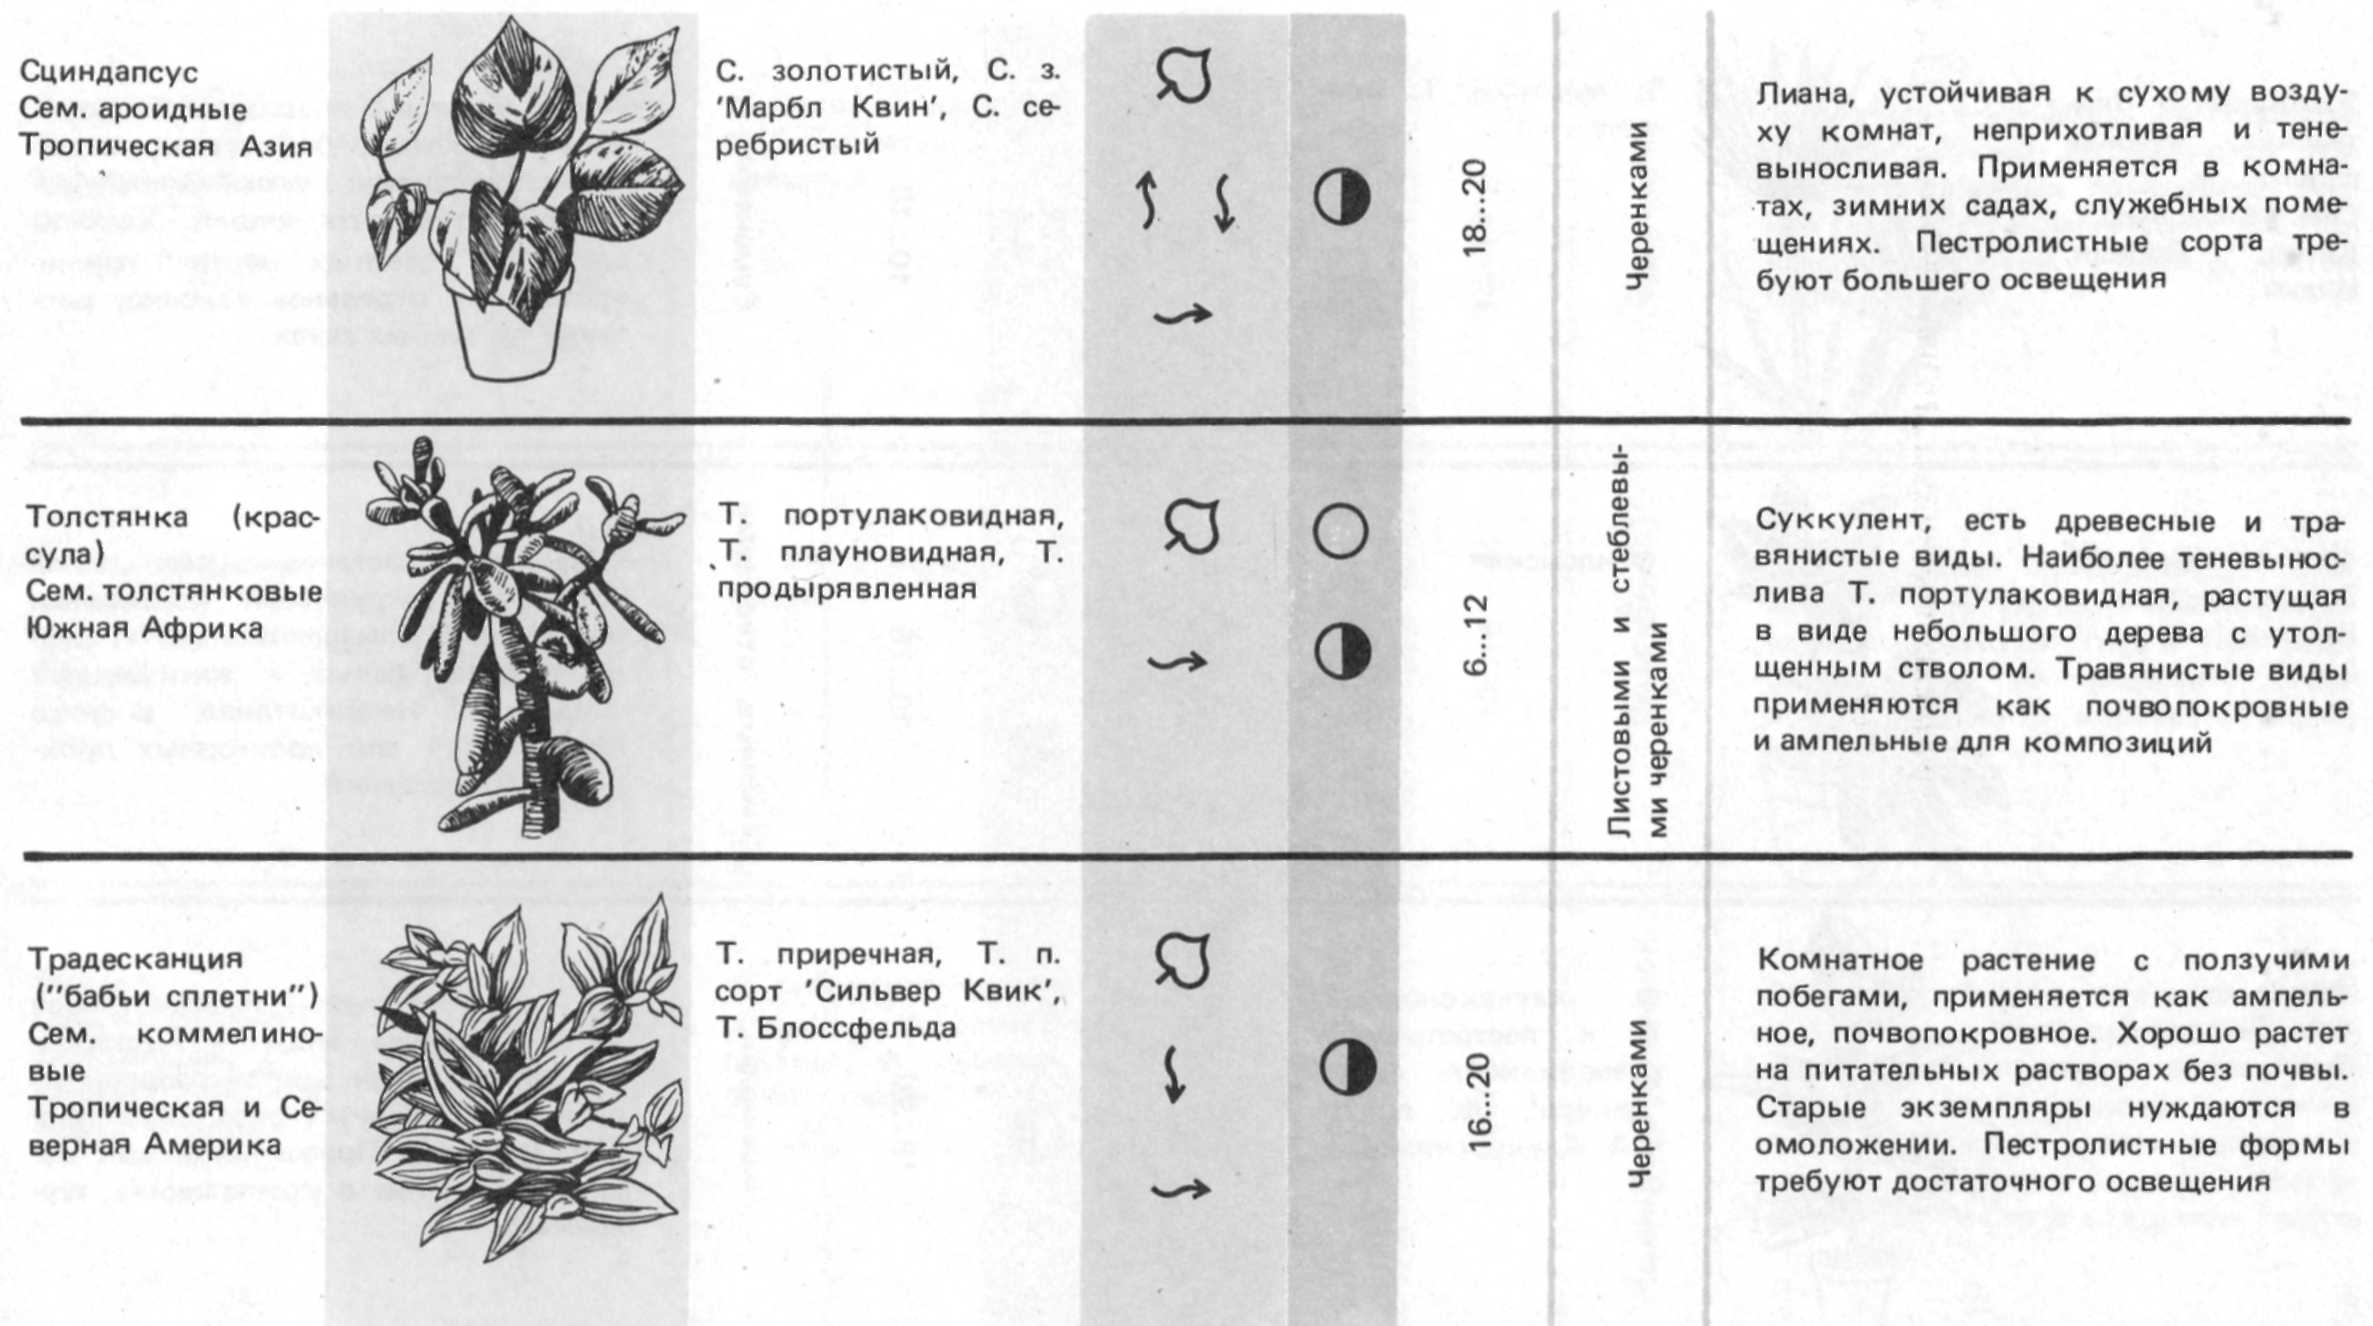 Сциндапсус
Сем. ароидные
Тропическая Азия
С. золотистый, С. з.
'Марбл Квин', С. се-
ребристый
18...20
Черенками
Лиана, устойчивая к сухому возду-
ху комнат, неприхотливая и тене-
выносливая. Применяется в комна-
тах, зимних садах, служебных поме-
щениях. Пестролистные сорта тре-
буют большего освещения
Толстянка (крас-
сула)
Сем. толстянковые
Южная Африка
Т. портулаковидная,
Т. плауновидная, Т.
продырявленная
6...12
Листовыми и стеблевы-
ми черенками
Суккулент, есть древесные и тра-
вянистые виды. Наиболее теневынос-
лива Т. портулаковидная, растущая
в виде небольшого дерева с утол-
щенным стволом. Травянистые виды
применяются как почвопокровные
и ампельные для композиций
Традесканция
("бабьи сплетни")
Сем. коммелино-
вые
Тропическая и Се-
верная Америка
Т. приречная, Т. п.
сорт 'Сильвер Квик',
Т. Блоссфельда
16...20
Черенками
Комнатное растение с ползучими
побегами, применяется как ампель-
ное, почвопокровное. Хорошо растет
на питательных растворах без почвы.
Старые экземпляры нуждаются в
омоложении. Пестролистные формы
требуют достаточного освещения